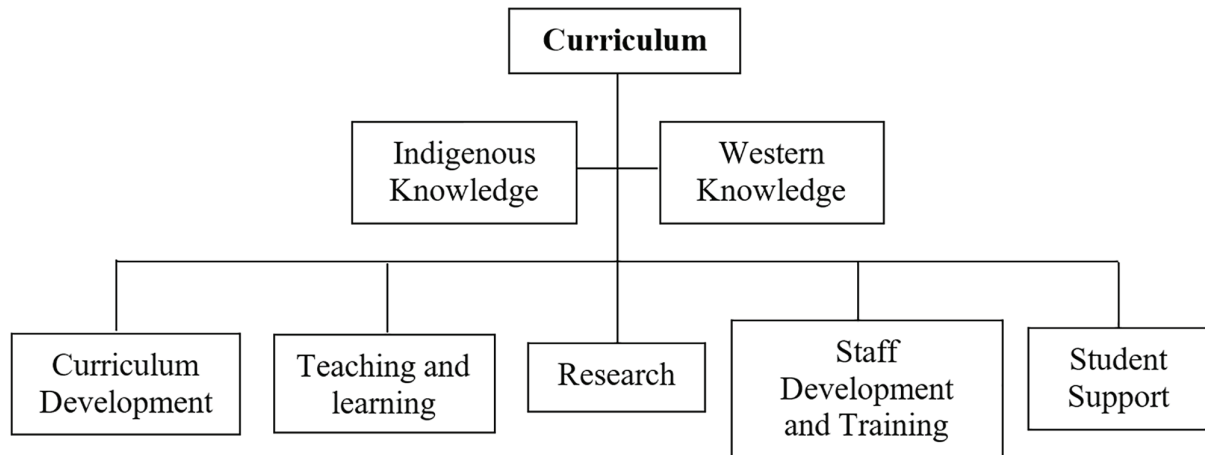 Curriculum
Indigenous
Knowledge
Western
Knowledge
Curriculum
Development
Teaching and
learning
Research
Staff
Development
and Training
Student
Support